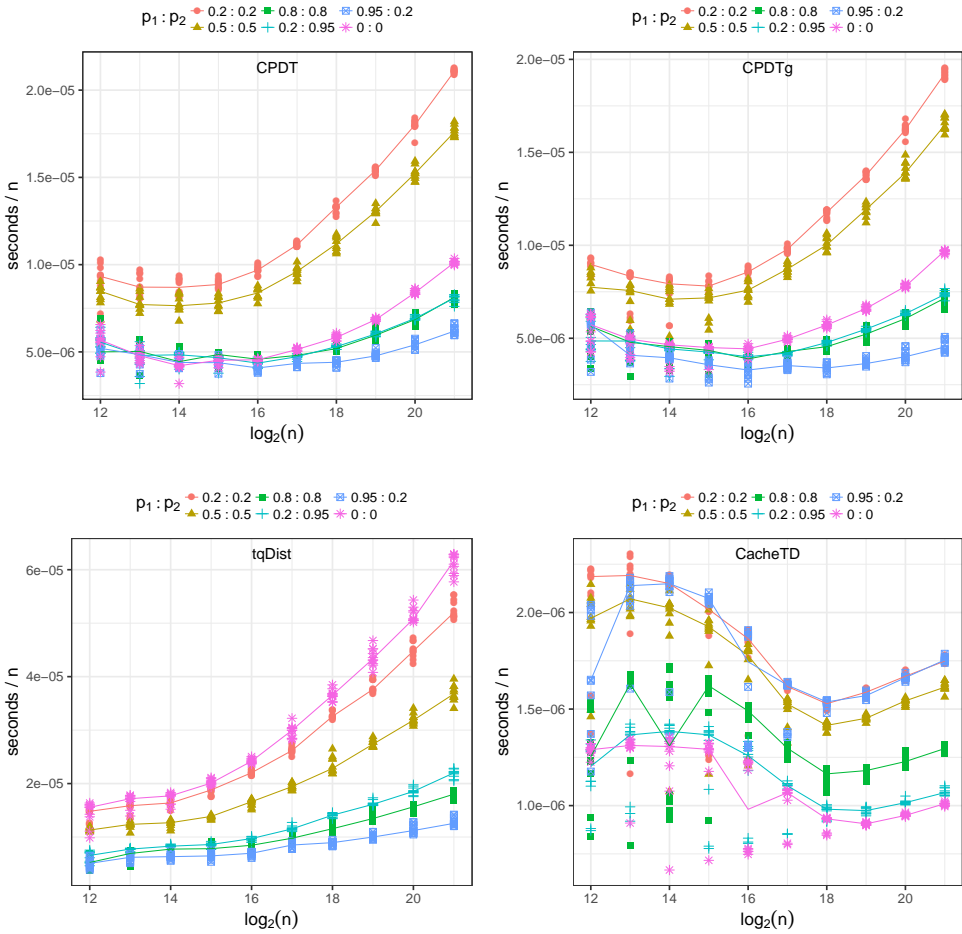 p₁ : p₂ 0.2 : 0.2 0.8 : 0.8 0.95 : 0.2
0.5 : 0.5 0.2 : 0.95 0 : 0
CPDT
2.0e−05
1.5e−05
1.0e−05
5.0e−06
seconds / n
12 14 16 18 20
log₂(n)
p₁ : p₂ 0.2 : 0.2 0.8 : 0.8 0.95 : 0.2
0.5 : 0.5 0.2 : 0.95 0 : 0
CPDTg
2.0e−05
1.5e−05
1.0e−05
5.0e−06
seconds / n
12 14 16 18 20
log₂(n)
p₁ : p₂ 0.2 : 0.2 0.8 : 0.8 0.95 : 0.2
0.5 : 0.5 0.2 : 0.95 0 : 0
tqDist
6e−05
4e−05
2e−05
seconds / n
12 13 14 15 16 17 18 19 20 21
log₂(n)
p₁ : p₂ 0.2 : 0.2 0.8 : 0.8 0.95 : 0.2
0.5 : 0.5 0.2 : 0.95 0 : 0
CacheTD
2.0e−06
1.5e−06
1.0e−06
seconds / n
12 14 16 18 20
log₂(n)